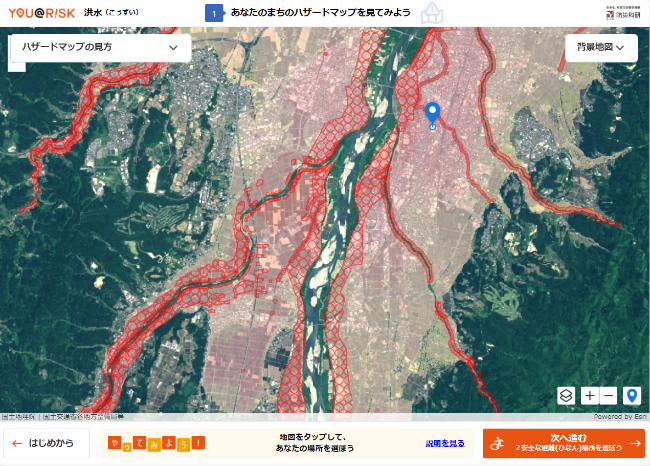 YOU@RISK 洪水 (こうずい)
1 あなたのまちのハザードマップを見てみよう
防災科研
ハザードマップの見方
背景地図
国土地理院 | 国土交通省各地方整備局等
Powered by Esri
はじめから
やってみよう!
地図をタップして、
あなたの場所を選ぼう
説明を見る
次へ進む
2 安全な避難(ひなん)場所を選ぼう